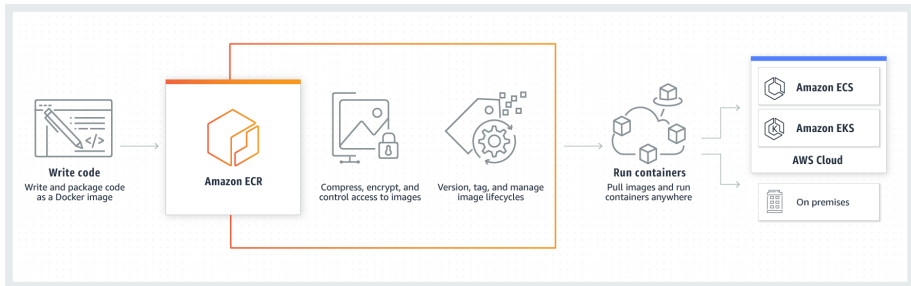 Write code
Write and package code
as a Docker image
Amazon ECR
Compress, encrypt, and
control access to images
Version, tag, and manage
image lifecycles
Run containers
Pull images and run
containers anywhere
Amazon ECS
Amazon EKS
AWS Cloud
On premises